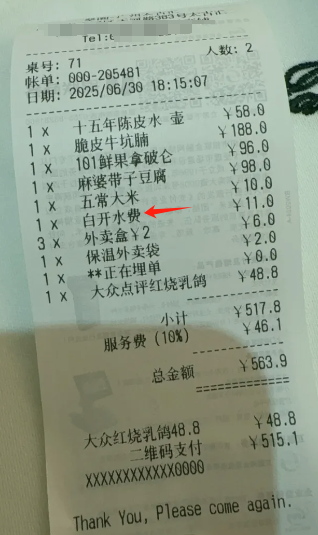 Tel:
桌号: 71
人数: 2
帐单: 000-205481
日期: 2025/06/30 18:15:07
1 x 十五年陈皮水 壶 ￥58.0
1 x 脆皮牛坑腩 ￥188.0
1 x 101鲜果拿破仑 ￥96.0
1 x 麻婆带子豆腐 ￥98.0
1 x 五常大米 ￥10.0
1 x 白开水费 ￥11.0
3 x 外卖盒￥2 ￥6.0
1 x 保温外卖袋 ￥2.0
1 x **正在埋单 ￥0.0
1 x 大众点评红烧乳鸽 ￥48.8
小计 ￥517.8
服务费 (10%) ￥46.1
总金额 ￥563.9
大众红烧乳鸽48.8 ￥48.8
二维码支付 ￥515.1
XXXXXXXXXXXX0000
Thank You, Please come again.